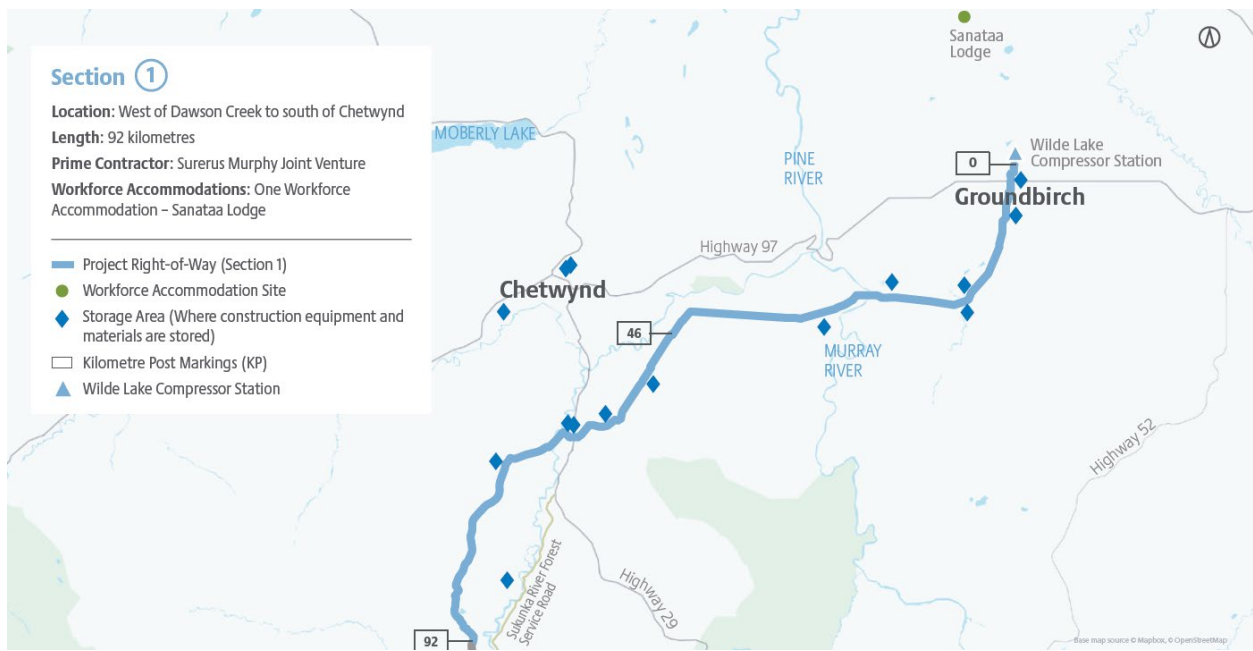 Section 1
Location: West of Dawson Creek to south of Chetwynd
Length: 92 kilometres
Prime Contractor: Surerus Murphy Joint Venture
Workforce Accommodations: One Workforce
Accommodation – Sanataa Lodge
Project Right-of-Way (Section 1)
Workforce Accommodation Site
Storage Area (Where construction equipment and
materials are stored)
Kilometre Post Markings (KP)
Wilde Lake Compressor Station
Sanataa
Lodge
MOBERLY LAKE
PINE
RIVER
0
Wilde Lake
Compressor Station
Groundbirch
Highway 97
Chetwynd
46
MURRAY
RIVER
Highway 52
Sukunka River Forest
Service Road
Highway 29
92
Base map source © Mapbox, © OpenStreetMap